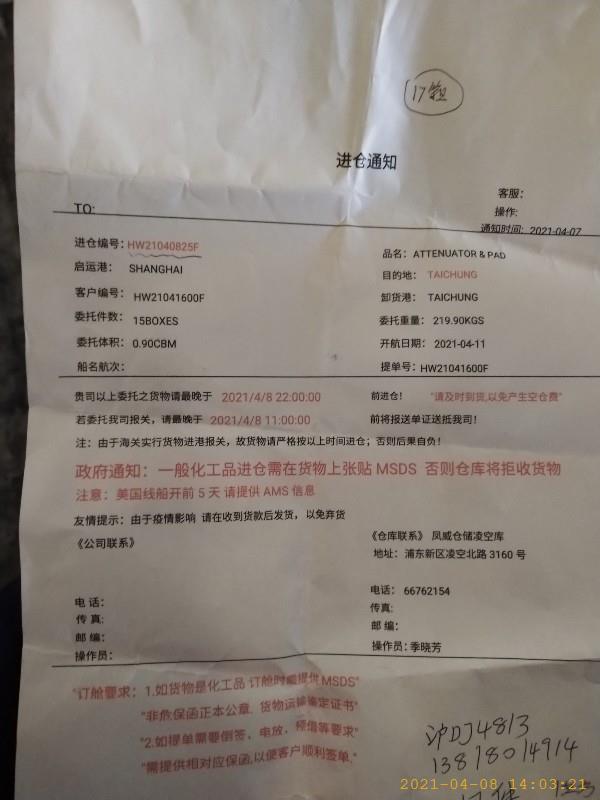 17箱
进仓通知
客服：
TO:
操作:
通知时间: 2021-04-07
进仓编号：HW21040825F
品名：ATTENUATOR & PAD
启运港： SHANGHAI
目的地： TAICHUNG
客户编号： HW21041600F
卸货港： TAICHUNG
委托件数： 15BOXES
委托重量： 219.90KGS
委托体积： 0.90CBM
开航日期： 2021-04-11
船名航次：
提单号：HW21041600F
贵司以上委托之货物请最晚于 2021/4/8 22:00:00 前进仓！ "请及时到货,以免产生空仓费"
若委托我司报关，请最晚于 2021/4/8 11:00:00 前将报送单证送抵我司！
注：由于海关实行货物进港报关，故货物请严格按以上时间进仓；否则后果自负！
政府通知：一般化工品进仓需在货物上张贴 MSDS 否则仓库将拒收货物
注意：美国线船开前 5 天 请提供 AMS 信息
友情提示：由于疫情影响 请在收到货款后发货，以免弃货
《公司联系》
《仓库联系》 凤威仓储凌空库
地址：浦东新区凌空北路 3160 号
电话： 66762154
电 话：
传真:
传 真:
邮 编：
邮 编：
操作员：季晓芳
操作员：
"订舱要求：1.如货物是化工品 订舱时需提供 MSDS"
"非危保函正本公章, 货物运输鉴定证书"
"2.如提单需要倒签、电放、预借等要求"
"需提供相对应保函,以便客户顺利签单."
沪DJ4813
13818014914
2021-04-08 14:03:21